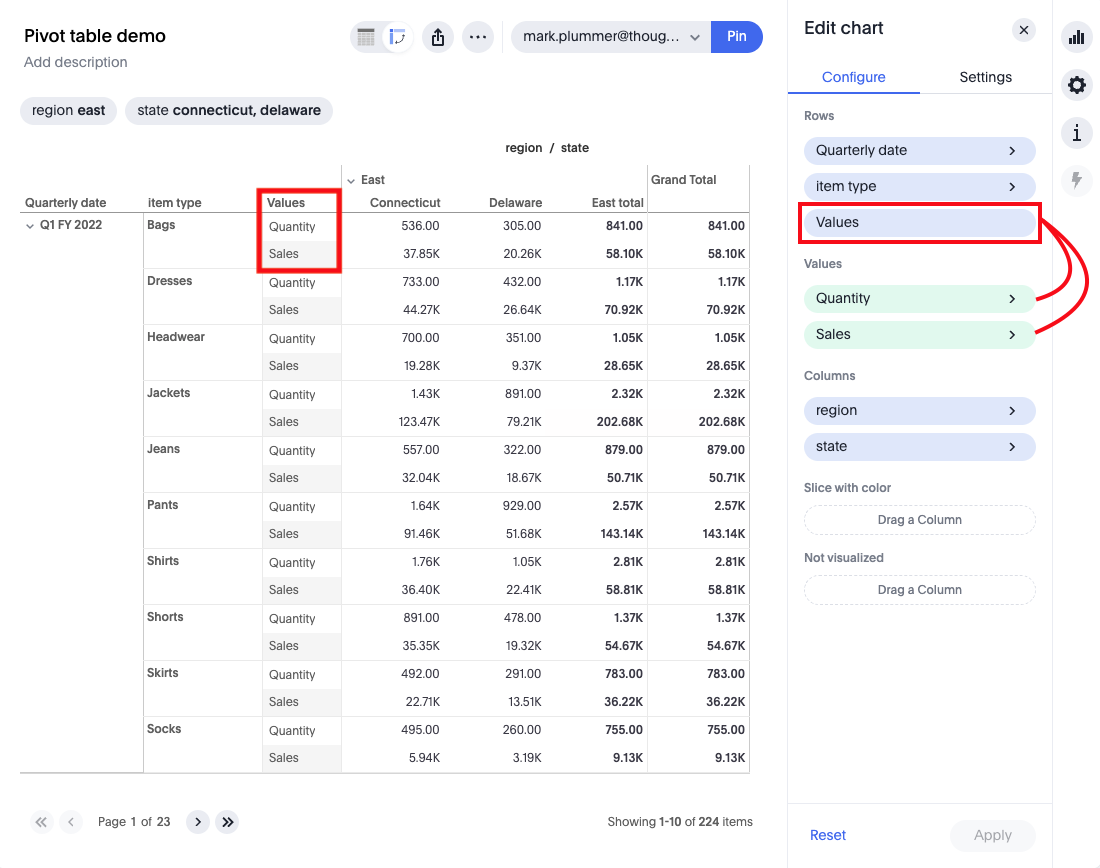 Pivot table demo
Add description
mark.plummer@thoug...
Pin
region east
state connecticut, delaware
region / state
East
Grand Total
Quarterly date item type Values Connecticut Delaware East total
Q1 FY 2022 Bags Quantity 536.00 305.00 841.00 841.00
Sales 37.85K 20.26K 58.10K 58.10K
Dresses Quantity 733.00 432.00 1.17K 1.17K
Sales 44.27K 26.64K 70.92K 70.92K
Headwear Quantity 700.00 351.00 1.05K 1.05K
Sales 19.28K 9.37K 28.65K 28.65K
Jackets Quantity 1.43K 891.00 2.32K 2.32K
Sales 123.47K 79.21K 202.68K 202.68K
Jeans Quantity 557.00 322.00 879.00 879.00
Sales 32.04K 18.67K 50.71K 50.71K
Pants Quantity 1.64K 929.00 2.57K 2.57K
Sales 91.46K 51.68K 143.14K 143.14K
Shirts Quantity 1.76K 1.05K 2.81K 2.81K
Sales 36.40K 22.41K 58.81K 58.81K
Shorts Quantity 891.00 478.00 1.37K 1.37K
Sales 35.35K 19.32K 54.67K 54.67K
Skirts Quantity 492.00 291.00 783.00 783.00
Sales 22.71K 13.51K 36.22K 36.22K
Socks Quantity 495.00 260.00 755.00 755.00
Sales 5.94K 3.19K 9.13K 9.13K
Page 1 of 23
Showing 1-10 of 224 items
Edit chart
Configure Settings
Rows
Quarterly date
item type
Values
Values
Quantity
Sales
Columns
region
state
Slice with color
Drag a Column
Not visualized
Drag a Column
Reset Apply